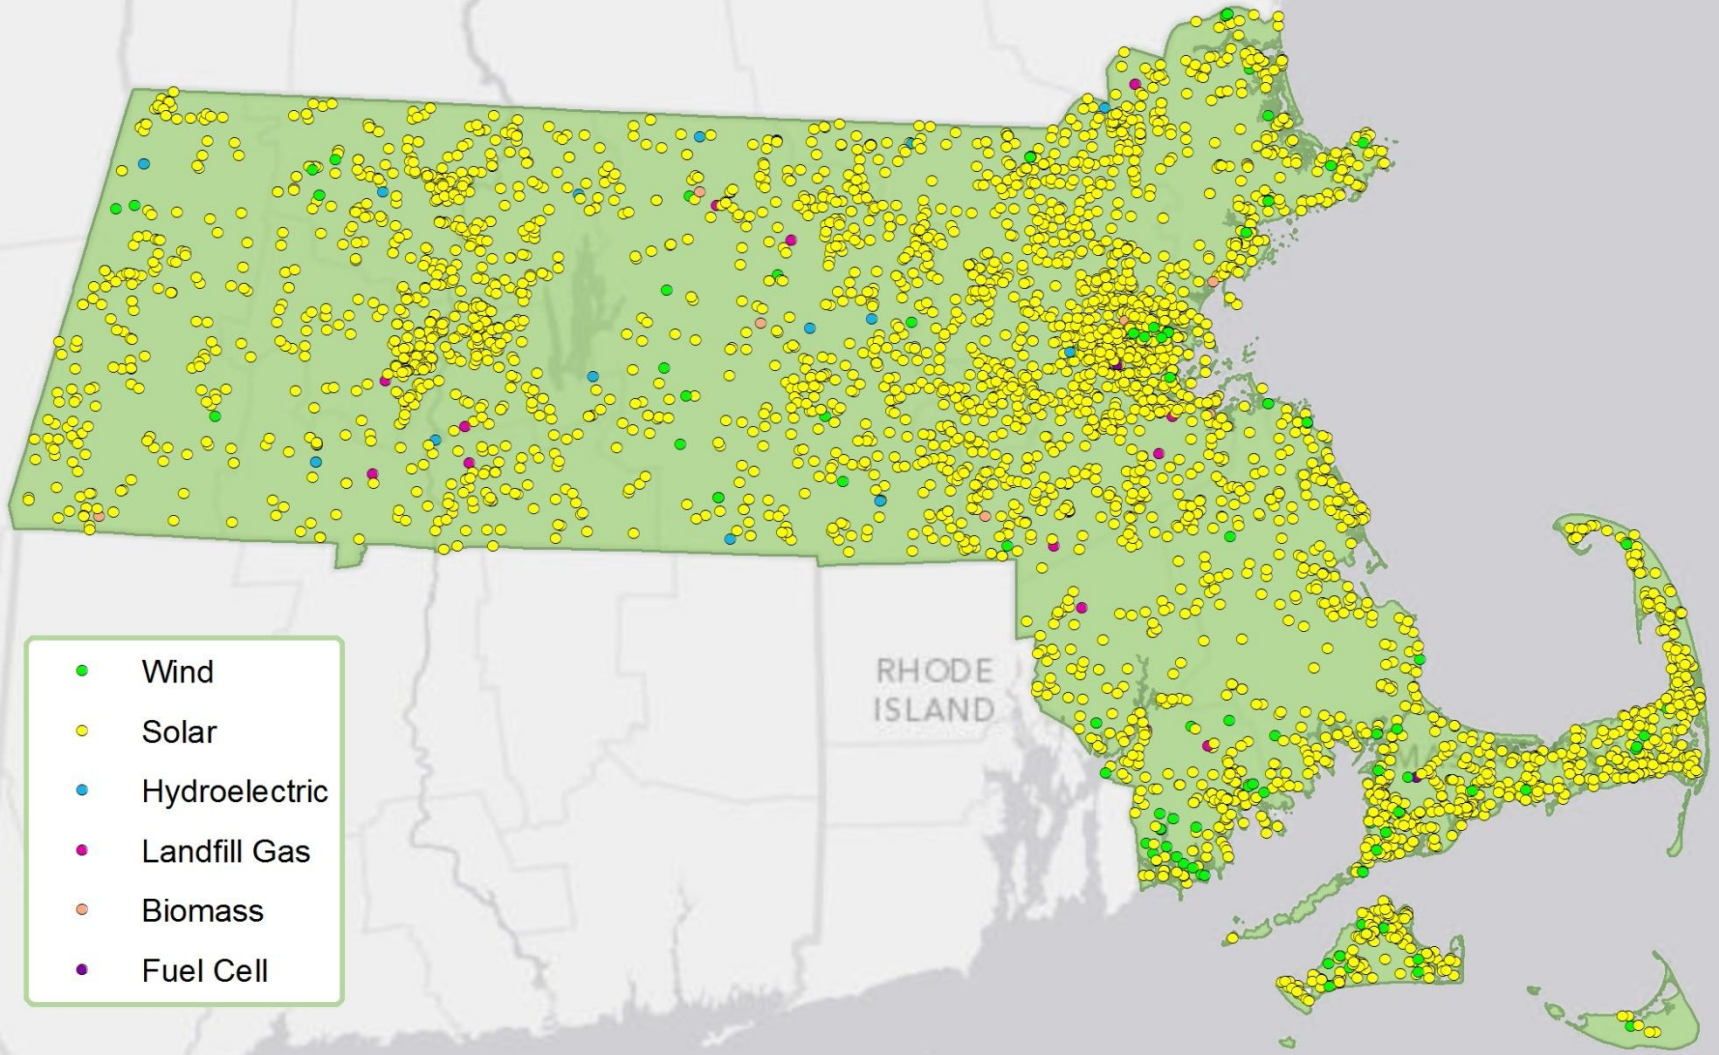 RHODE
ISLAND
Wind
Solar
Hydroelectric
Landfill Gas
Biomass
Fuel Cell